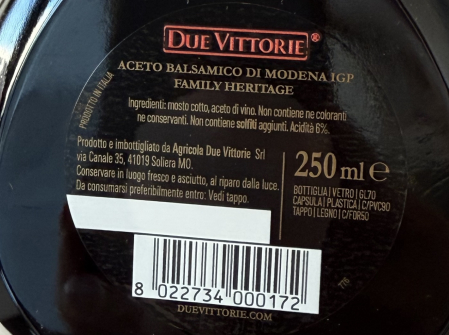 DUE VITTORIE®
ACETO BALSAMICO DI MODENA IGP
FAMILY HERITAGE
PRODOTTO IN ITALIA
Ingredienti: mosto cotto, aceto di vino. Non contiene ne coloranti
ne conservanti. Non contiene solfiti aggiunti. Acidità 6%.
Prodotto e imbottigliato da Agricola Due Vittorie Srl
via Canale 35, 41019 Soliera MO.
Conservare in luogo fresco e asciutto, al riparo dalla luce.
Da consumarsi preferibilmente entro: Vedi tappo.
250 ml e
BOTTIGLIA | VETRO | GL70
CAPSULA | PLASTICA | C/PVC90
TAPPO | LEGNO | C/FOR50
8 022734 000172
DUEVITTORIE.COM